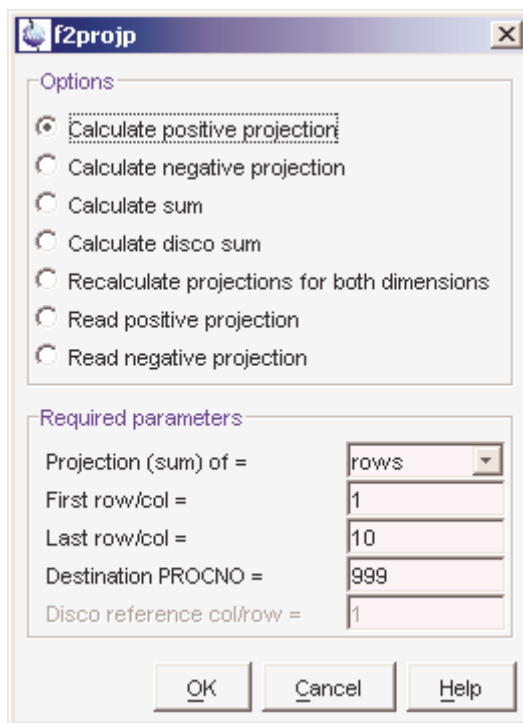 f2projp
Options
Calculate positive projection
Calculate negative projection
Calculate sum
Calculate disco sum
Recalculate projections for both dimensions
Read positive projection
Read negative projection
Required parameters
Projection (sum) of = rows
First row/col = 1
Last row/col = 10
Destination PROCNO = 999
Disco reference col/row = 1
OK Cancel Help